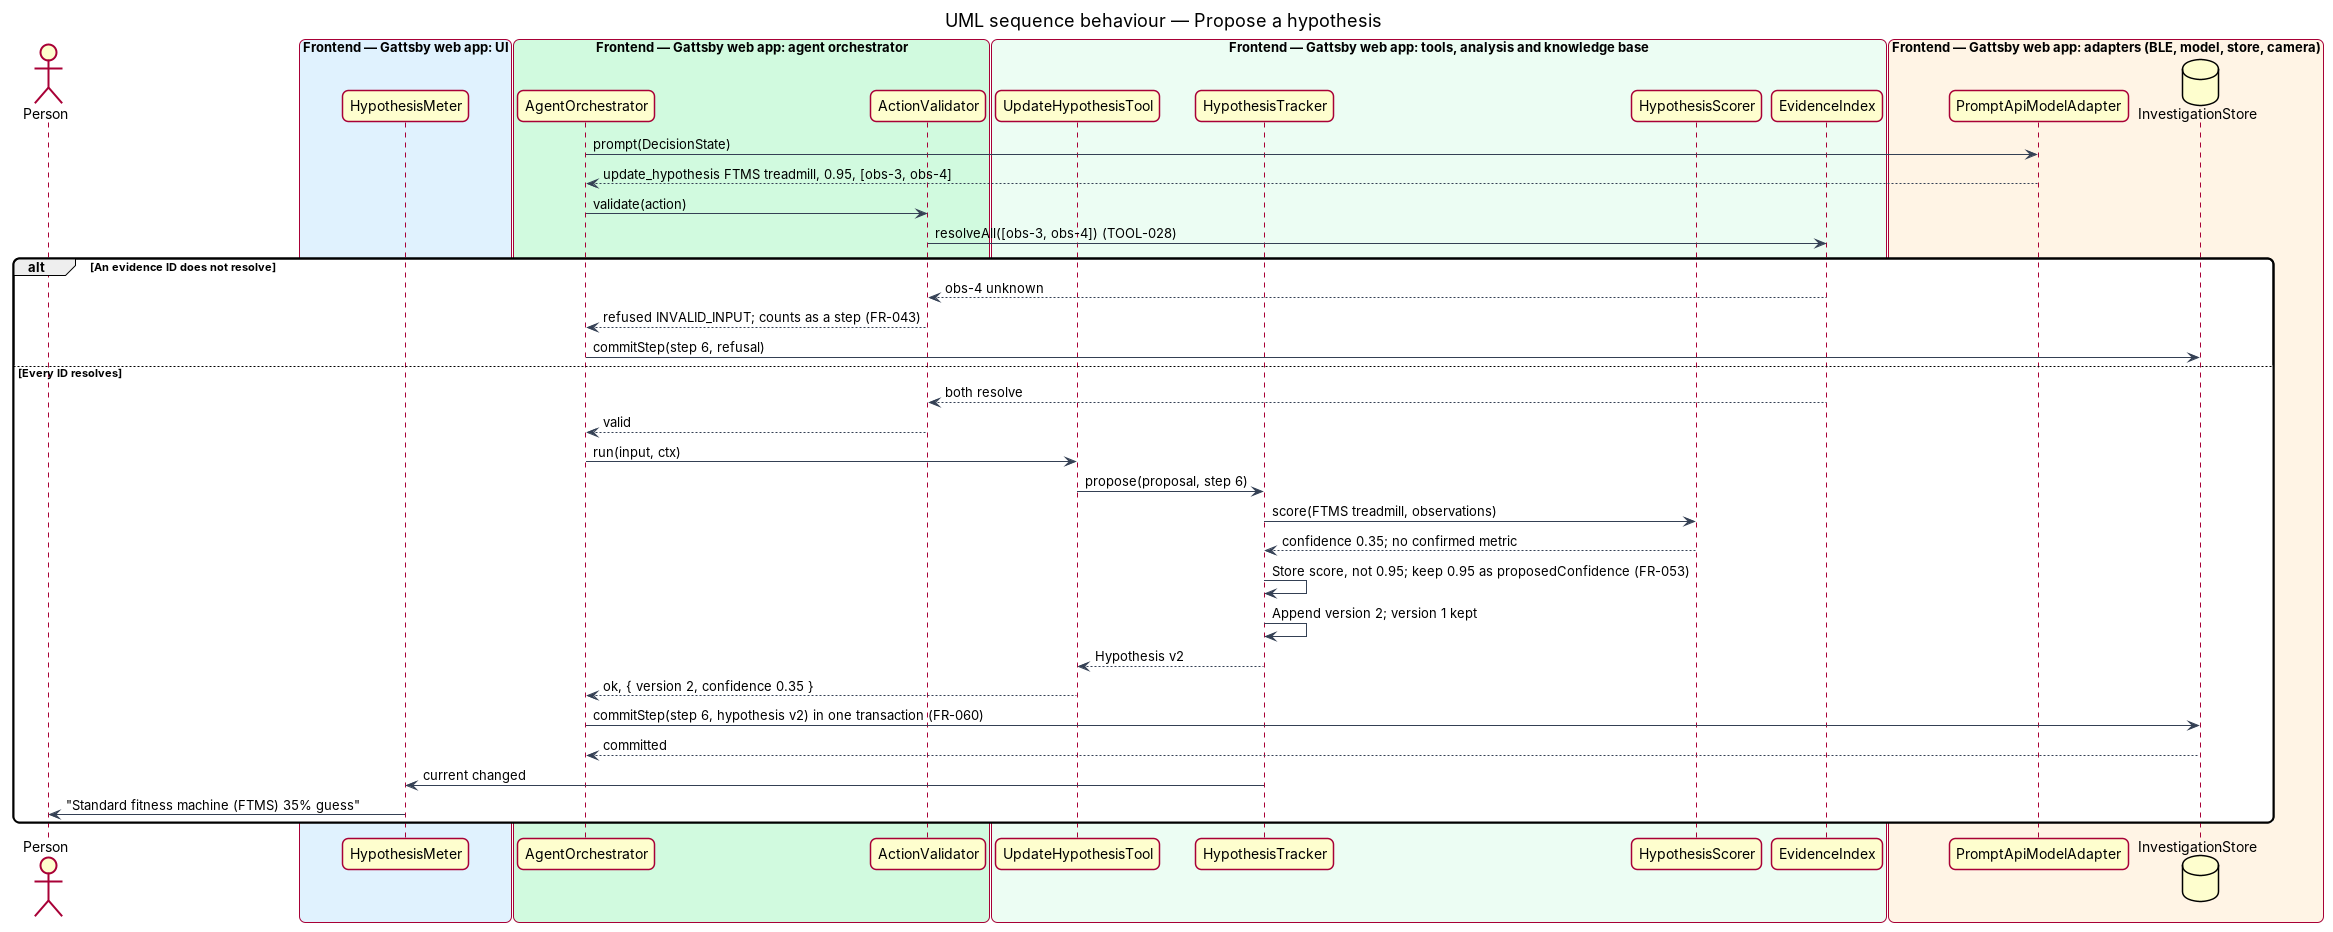 UML sequence behaviour — Propose a hypothesis
Frontend — Gattsby web app: UI
Frontend — Gattsby web app: agent orchestrator
Frontend — Gattsby web app: tools, analysis and knowledge base
Frontend — Gattsby web app: adapters (BLE, model, store, camera)
Person
HypothesisMeter
AgentOrchestrator
ActionValidator
UpdateHypothesisTool
HypothesisTracker
HypothesisScorer
EvidenceIndex
PromptApiModelAdapter
InvestigationStore
prompt(DecisionState)
update_hypothesis FTMS treadmill, 0.95, [obs-3, obs-4]
validate(action)
resolveAll([obs-3, obs-4]) (TOOL-028)
alt
[An evidence ID does not resolve]
obs-4 unknown
refused INVALID_INPUT; counts as a step (FR-043)
commitStep(step 6, refusal)
[Every ID resolves]
both resolve
valid
run(input, ctx)
propose(proposal, step 6)
score(FTMS treadmill, observations)
confidence 0.35; no confirmed metric
Store score, not 0.95; keep 0.95 as proposedConfidence (FR-053)
Append version 2; version 1 kept
Hypothesis v2
ok, { version 2, confidence 0.35 }
commitStep(step 6, hypothesis v2) in one transaction (FR-060)
committed
current changed
"Standard fitness machine (FTMS) 35% guess"
Person
HypothesisMeter
AgentOrchestrator
ActionValidator
UpdateHypothesisTool
HypothesisTracker
HypothesisScorer
EvidenceIndex
PromptApiModelAdapter
InvestigationStore